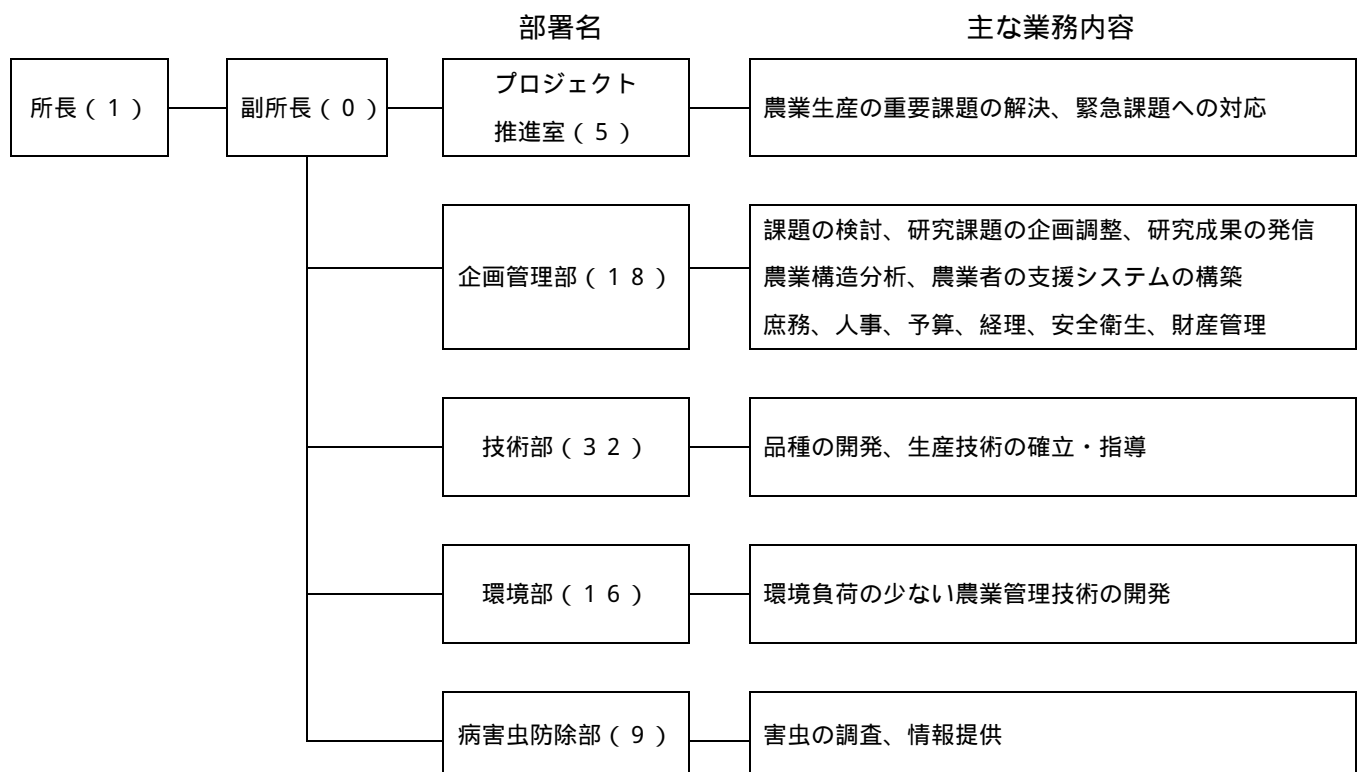 部署名
主な業務内容
所長(1)
副所長(0)
プロジェクト
推進室(5)
農業生産の重要課題の解決、緊急課題への対応
企画管理部(18)
課題の検討、研究課題の企画調整、研究成果の発信
農業構造分析、農業者の支援システムの構築
庶務、人事、予算、経理、安全衛生、財産管理
技術部(32)
品種の開発、生産技術の確立・指導
環境部(16)
環境負荷の少ない農業管理技術の開発
病害虫防除部(9)
害虫の調査、情報提供